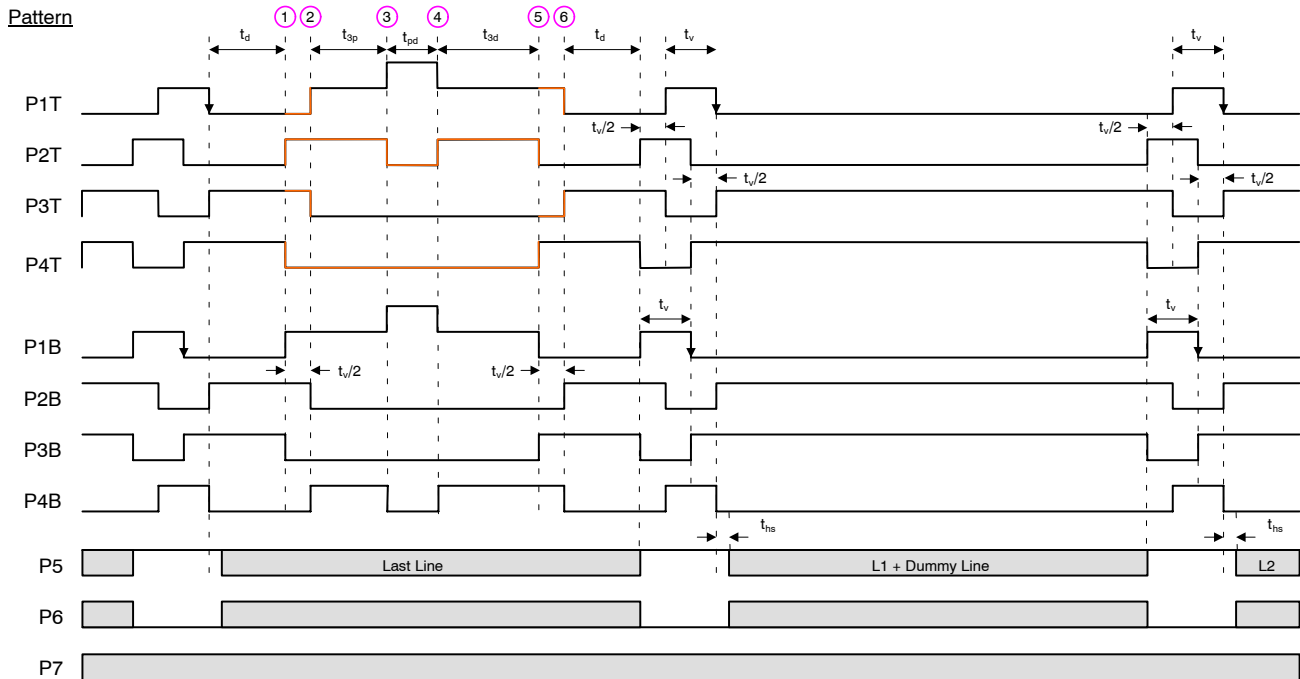 Pattern
1 2 3 4 5 6
td t3p tpd t3d td tv tv
P1T
tv/2 tv/2
P2T
tv/2 tv/2
P3T
P4T
tv tv
P1B
tv/2 tv/2
P2B
P3B
P4B
ths ths
P5 Last Line L1 + Dummy Line L2
P6
P7